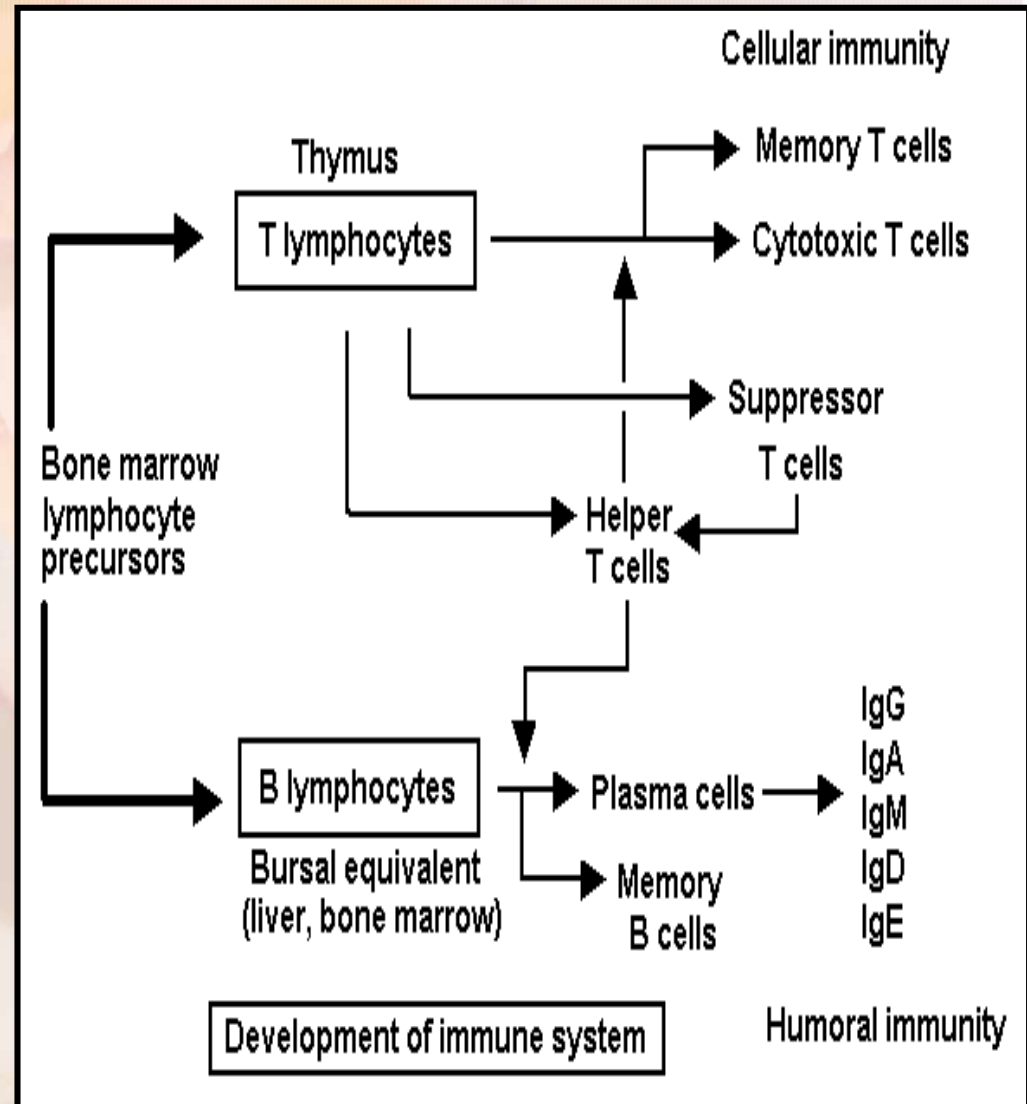 Cellular immunity
Thymus
T lymphocytes
Memory T cells
Cytotoxic T cells
Suppressor
T cells
Helper
T cells
Bone marrow
lymphocyte
precursors
B lymphocytes
Bursal equivalent
(liver, bone marrow)
Plasma cells
Memory
B cells
IgG
IgA
IgM
IgD
IgE
Development of immune system
Humoral immunity